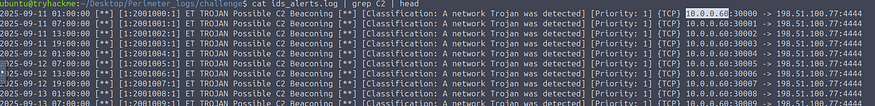 ubuntu@tryhackme:~/Desktop/Perimeter_logs/challenge$ cat ids_alerts.log | grep C2 | head
2025-09-11 01:00:00 [**] [1:2001000:1] ET TROJAN Possible C2 Beaconing [**] [Classification: A network Trojan was detected] [Priority: 1] {TCP} 10.0.0.60:30000 -> 198.51.100.77:4444
2025-09-11 07:00:00 [**] [1:2001001:1] ET TROJAN Possible C2 Beaconing [**] [Classification: A network Trojan was detected] [Priority: 1] {TCP} 10.0.0.60:30001 -> 198.51.100.77:4444
2025-09-11 13:00:00 [**] [1:2001002:1] ET TROJAN Possible C2 Beaconing [**] [Classification: A network Trojan was detected] [Priority: 1] {TCP} 10.0.0.60:30002 -> 198.51.100.77:4444
2025-09-11 19:00:00 [**] [1:2001003:1] ET TROJAN Possible C2 Beaconing [**] [Classification: A network Trojan was detected] [Priority: 1] {TCP} 10.0.0.60:30003 -> 198.51.100.77:4444
2025-09-12 01:00:00 [**] [1:2001004:1] ET TROJAN Possible C2 Beaconing [**] [Classification: A network Trojan was detected] [Priority: 1] {TCP} 10.0.0.60:30004 -> 198.51.100.77:4444
2025-09-12 07:00:00 [**] [1:2001005:1] ET TROJAN Possible C2 Beaconing [**] [Classification: A network Trojan was detected] [Priority: 1] {TCP} 10.0.0.60:30005 -> 198.51.100.77:4444
2025-09-12 13:00:00 [**] [1:2001006:1] ET TROJAN Possible C2 Beaconing [**] [Classification: A network Trojan was detected] [Priority: 1] {TCP} 10.0.0.60:30006 -> 198.51.100.77:4444
2025-09-12 19:00:00 [**] [1:2001007:1] ET TROJAN Possible C2 Beaconing [**] [Classification: A network Trojan was detected] [Priority: 1] {TCP} 10.0.0.60:30007 -> 198.51.100.77:4444
2025-09-13 01:00:00 [**] [1:2001008:1] ET TROJAN Possible C2 Beaconing [**] [Classification: A network Trojan was detected] [Priority: 1] {TCP} 10.0.0.60:30008 -> 198.51.100.77:4444
2025-09-13 07:00:00 [**] [1:2001009:1] ET TROJAN Possible C2 Beaconing [**] [Classification: A network Trojan was detected] [Priority: 1] {TCP} 10.0.0.60:30009 -> 198.51.100.77:4444